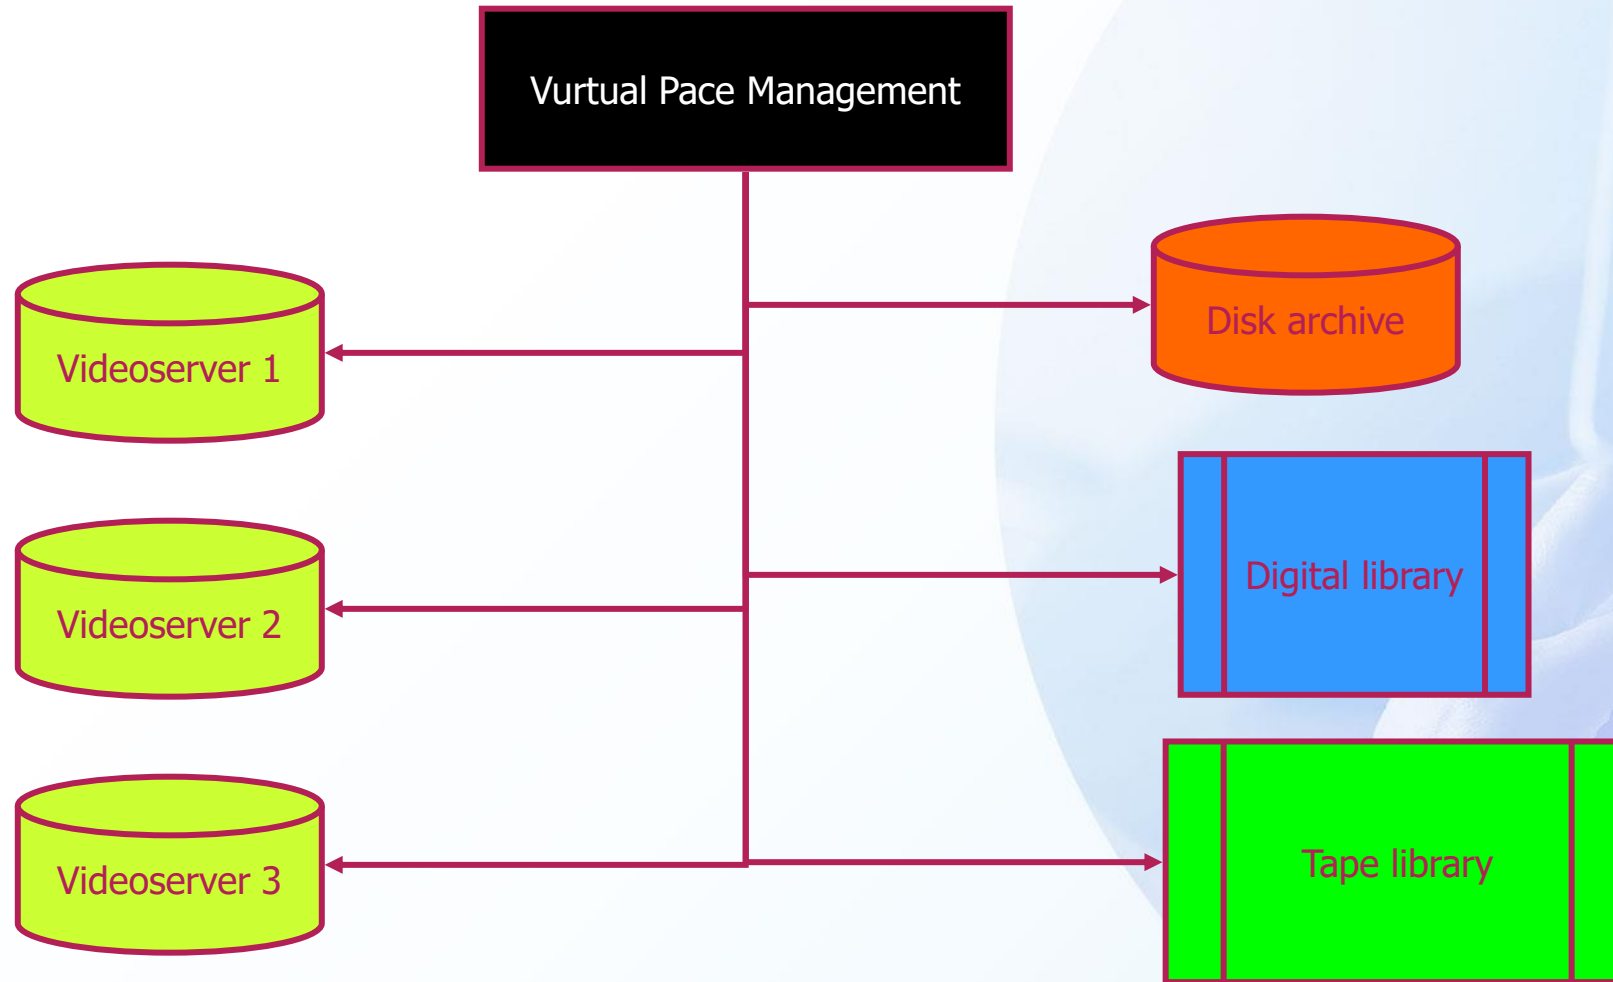 Vurtual Pace Management
Disk archive
Videoserver 1
Digital library
Videoserver 2
Tape library
Videoserver 3